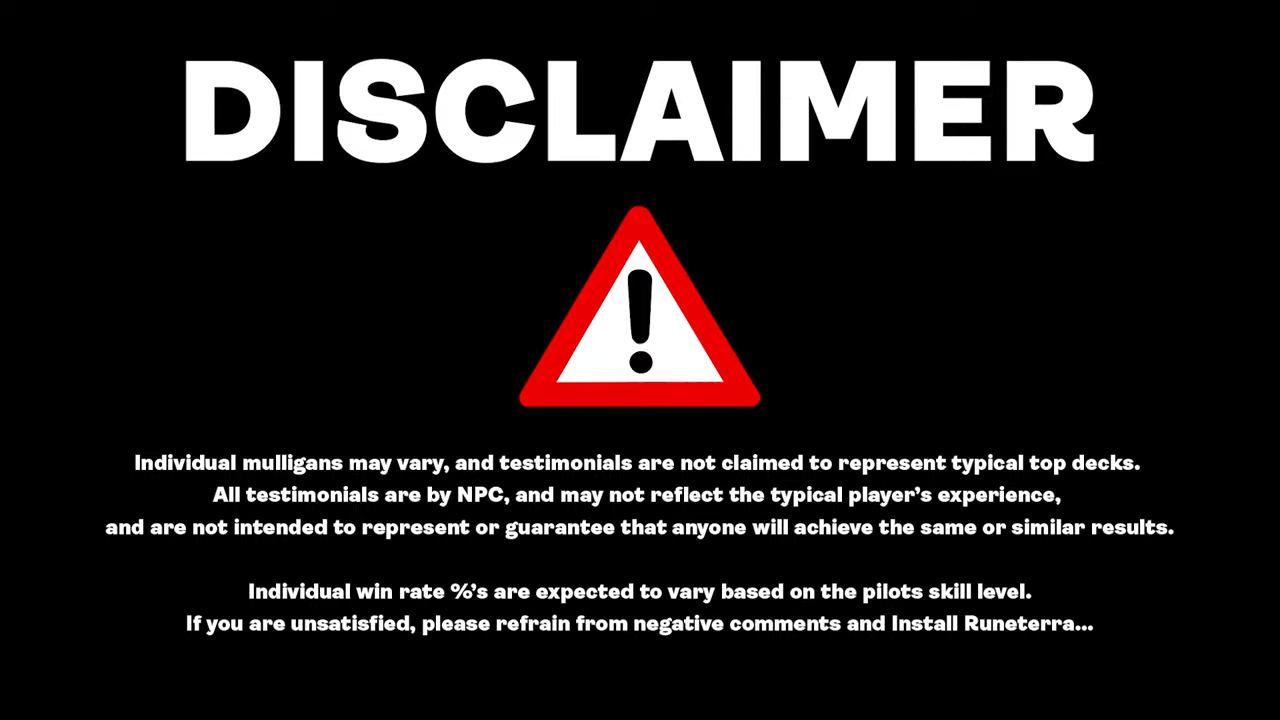 DISCLAIMER
!
Individual mulligans may vary, and testimonials are not claimed to represent typical top decks.
All testimonials are by NPC, and may not reflect the typical player’s experience,
and are not intended to represent or guarantee that anyone will achieve the same or similar results.
Individual win rate %’s are expected to vary based on the pilots skill level.
If you are unsatisfied, please refrain from negative comments and Install Runeterra...